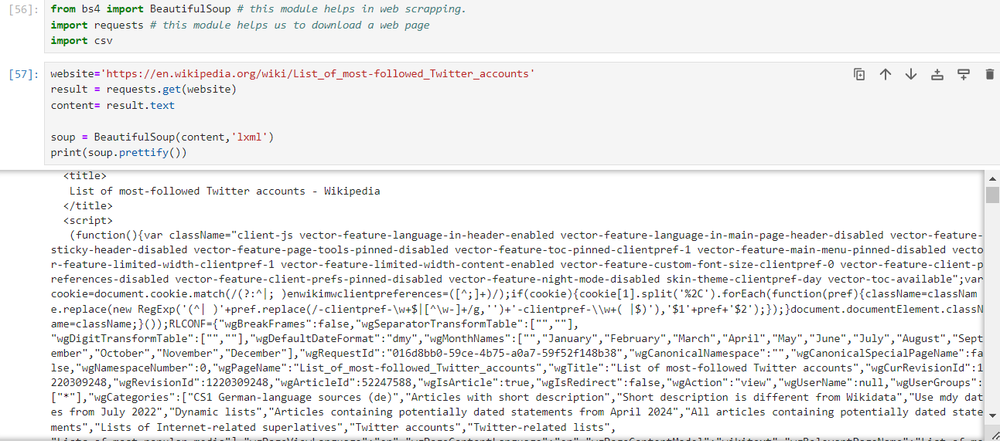 [56]: from bs4 import BeautifulSoup # this module helps in web scrapping.
import requests # this module helps us to download a web page
import csv
[57]: website='https://en.wikipedia.org/wiki/List_of_most-followed_Twitter_accounts'
result = requests.get(website)
content= result.text
soup = BeautifulSoup(content,'lxml')
print(soup.prettify())
<title>
List of most-followed Twitter accounts - Wikipedia
</title>
<script>
(function(){var className="client-js vector-feature-language-in-header-enabled vector-feature-language-in-main-page-header-disabled vector-feature-
sticky-header-disabled vector-feature-page-tools-pinned-disabled vector-feature-toc-pinned-clientpref-1 vector-feature-main-menu-pinned-disabled vecto
r-feature-limited-width-clientpref-1 vector-feature-limited-width-content-enabled vector-feature-custom-font-size-clientpref-0 vector-feature-client-p
references-disabled vector-feature-client-prefs-pinned-disabled vector-feature-night-mode-disabled skin-theme-clientpref-day vector-toc-available";var
cookie=document.cookie.match(/(?:^|; )enwikimwclientpreferences=([^;]+)/);if(cookie){cookie[1].split('%2C').forEach(function(pref){className=classNam
e.replace(new RegExp('(^| )'+pref.replace(/-clientpref-\w+$|[^\w-]+/g,'')+'-clientpref-\\w+( |$)'),'$1'+pref+'$2');});}document.documentElement.classN
ame=className;}());RLCONF={"wgBreakFrames":false,"wgSeparatorTransformTable":["",""],
"wgDigitTransformTable":["",""],"wgDefaultDateFormat":"dmy","wgMonthNames":["","January","February","March","April","May","June","July","August","Sept
ember","October","November","December"],"wgRequestId":"016d8bb0-59ce-4b75-a0a7-59f52f148b38","wgCanonicalNamespace":"","wgCanonicalSpecialPageName":fa
lse,"wgNamespaceNumber":0,"wgPageName":"List_of_most-followed_Twitter_accounts","wgTitle":"List of most-followed Twitter accounts","wgCurRevisionId":1
220309248,"wgRevisionId":1220309248,"wgArticleId":52247588,"wgIsArticle":true,"wgIsRedirect":false,"wgAction":"view","wgUserName":null,"wgUserGroups":
["*"],"wgCategories":["CS1 German-language sources (de)","Articles with short description","Short description is different from Wikidata","Use mdy dat
es from July 2022","Dynamic lists","Articles containing potentially dated statements from April 2024","All articles containing potentially dated state
ments","Lists of Internet-related superlatives","Twitter accounts","Twitter-related lists",